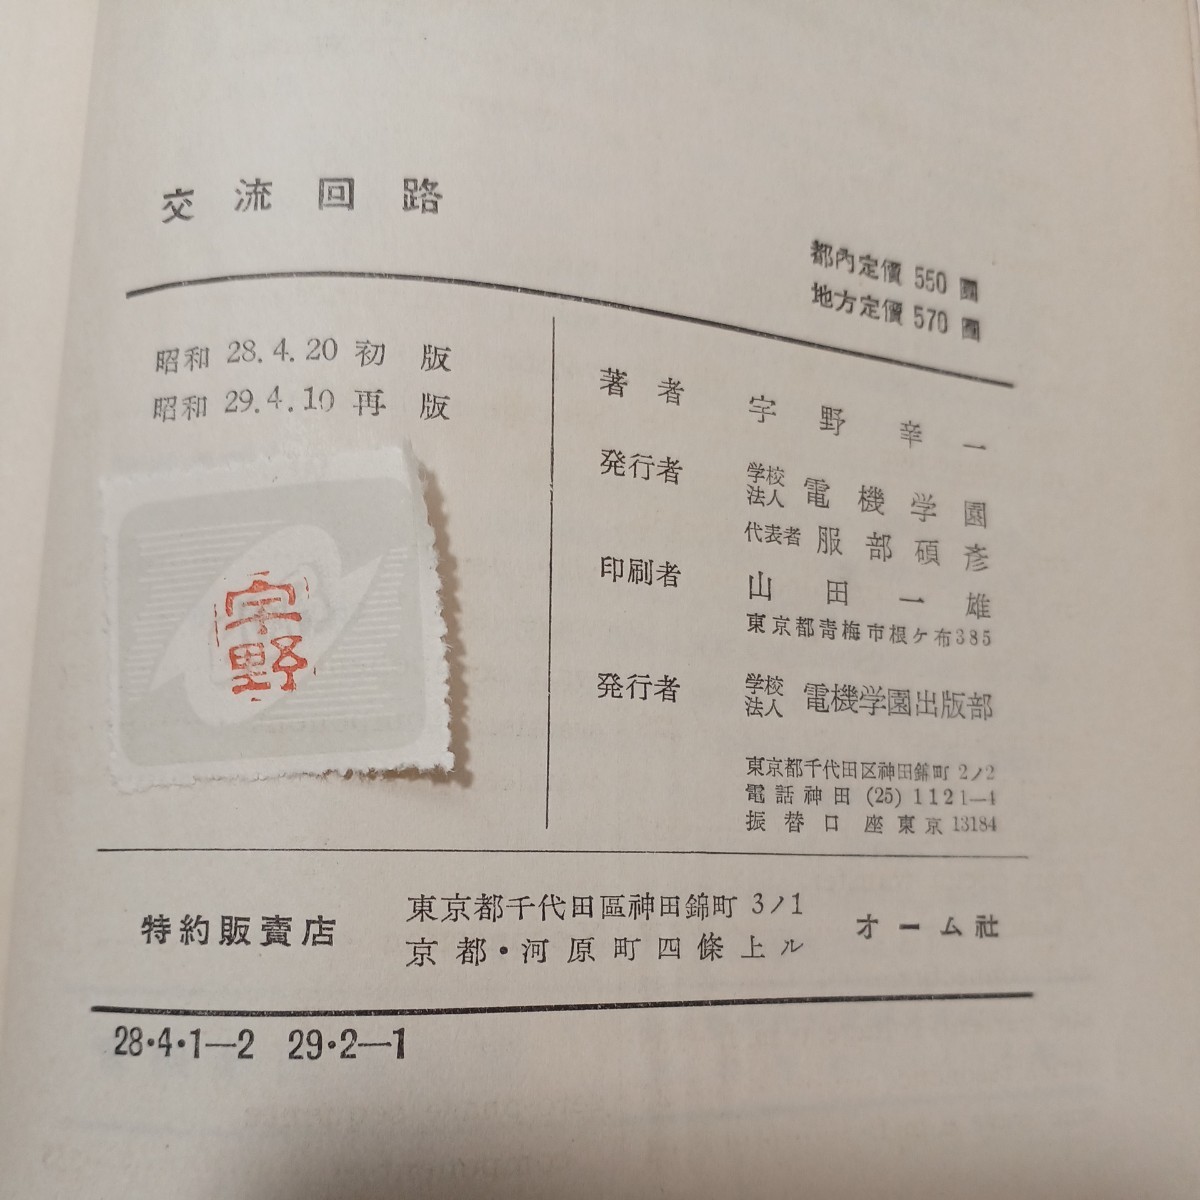 交流回路
都內定價 550 圓
地方定價 570 圓
昭和 28.4.20 初版
昭和 29.4.10 再版
宇野
著者 宇野辛一
発行者 学校法人 電機学園
代表者 服部碩彦
印刷者 山田一雄
東京都青梅市根ケ布385
発行者 学校法人 電機学園出版部
東京都千代田区神田錦町 2ノ2
電話神田 (25) 1121—4
振替口座東京 13184
特約販賣店
東京都千代田區神田錦町 3ノ1
京都・河原町四條上ル
オーム社
28・4・1—2 29・2—1